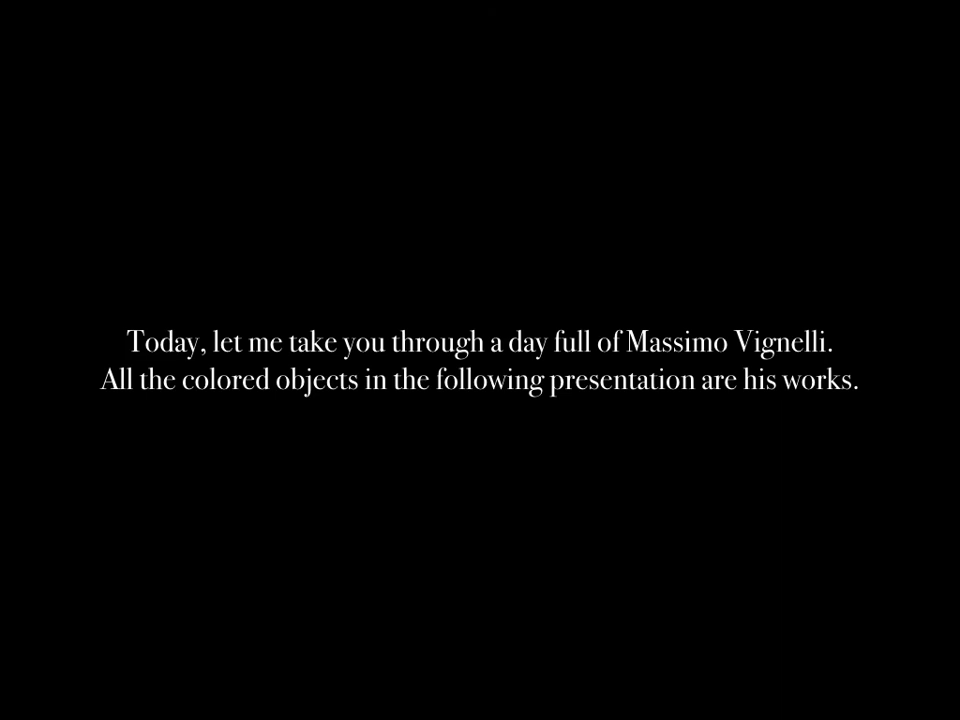 Today, let me take you through a day full of Massimo Vignelli.
All the colored objects in the following presentation are his works.